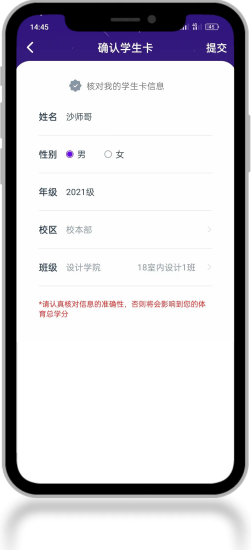 14:45
确认学生卡 提交
核对我的学生卡信息
姓名 沙师哥
性别 男 女
年级 2021级
校区 校本部
班级 设计学院 18室内设计1班
*请认真核对信息的准确性，否则将会影响到您的体
育总学分